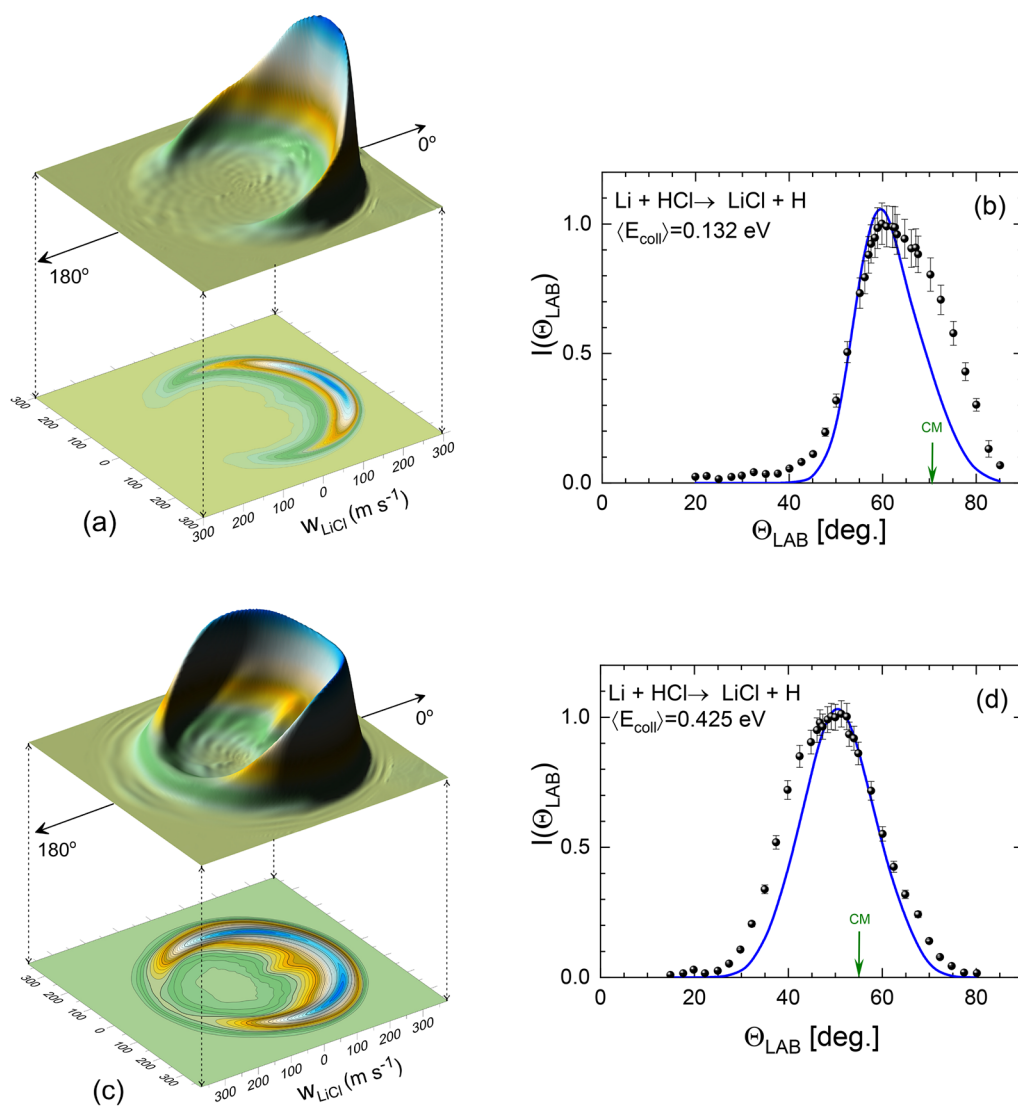 0º
180º
300
200
100
0
100
200
300
300
200
100
0
100
200
300
W_LiCl (m s⁻¹)
(a)
Li + HCl→ LiCl + H
⟨E_coll⟩=0.132 eV
(b)
I(Θ_LAB)
1.0
0.5
0.0
CM
0 20 40 60 80
Θ_LAB [deg.]
0º
180º
300
200
100
0
100
200
300
300
200
100
0
100
200
300
W_LiCl (m s⁻¹)
(c)
Li + HCl→ LiCl + H
⟨E_coll⟩=0.425 eV
(d)
I(Θ_LAB)
1.0
0.5
0.0
CM
0 20 40 60 80
Θ_LAB [deg.]